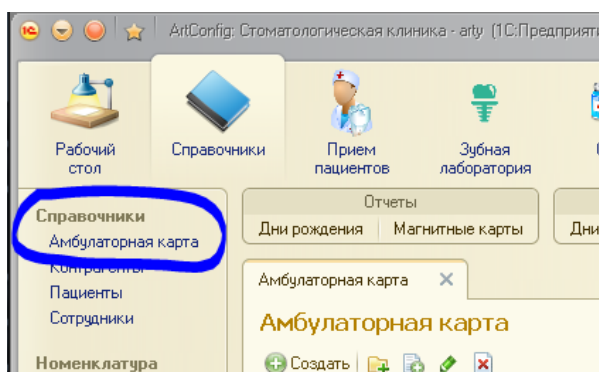 ArtConfig: Стоматологическая клиника - arty (1С:Предприят
Рабочий стол
Справочники
Прием пациентов
Зубная лаборатория
Справочники
Амбулаторная карта
Контрагенты
Пациенты
Сотрудники
Номенклатура
Отчеты
Дни рождения Магнитные карты
Дни
Амбулаторная карта
Амбулаторная карта
Создать